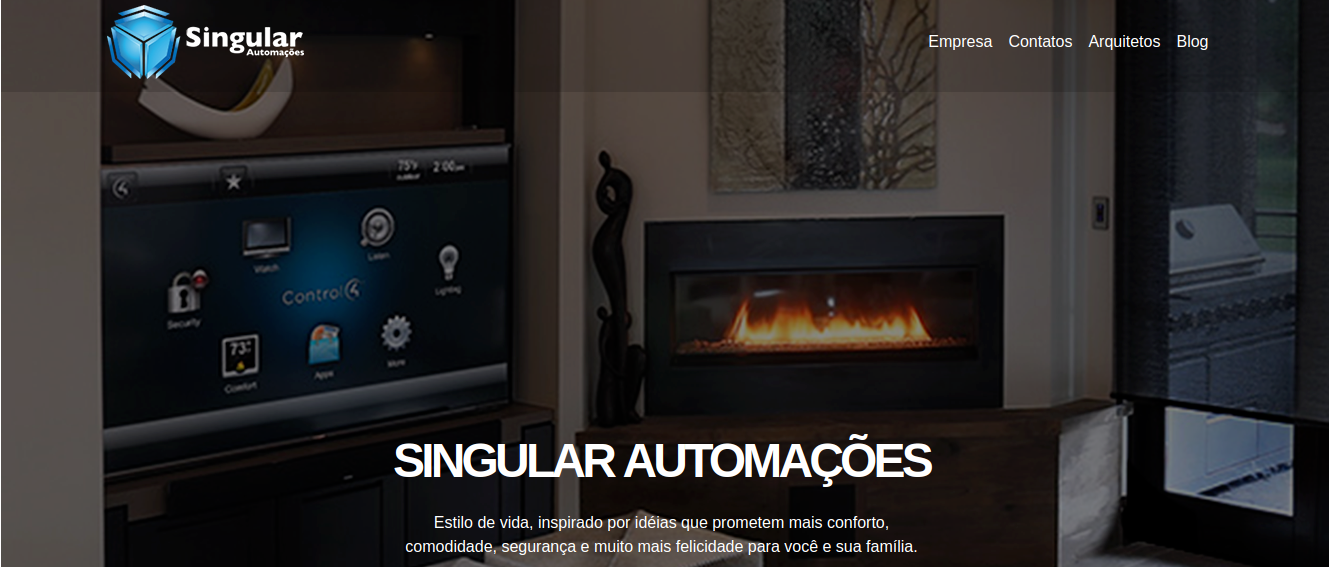 Singular
Automações
Empresa Contatos Arquitetos Blog
75°F 2:00 PM
outdoor
Watch
Listen
Lighting
Control4
Security
73°
Comfort
Apps
More
SINGULAR AUTOMAÇÕES
Estilo de vida, inspirado por idéias que prometem mais conforto,
comodidade, segurança e muito mais felicidade para você e sua família.